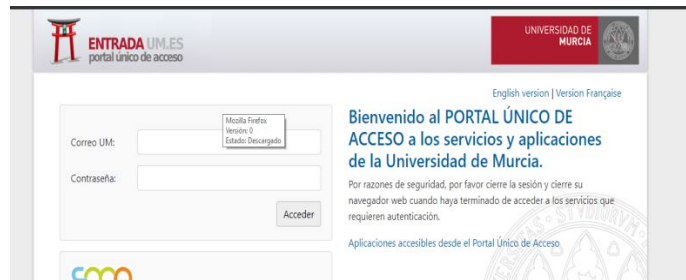 ENTRADA UM.ES
portal único de acceso
UNIVERSIDAD DE
MURCIA
English version | Version Française
Mozilla Firefox
Versión: 0
Estado: Descargado
Correo UM:
Contraseña:
Acceder
Bienvenido al PORTAL ÚNICO DE
ACCESO a los servicios y aplicaciones
de la Universidad de Murcia.
Por razones de seguridad, por favor cierre la sesión y cierre su
navegador web cuando haya terminado de acceder a los servicios que
requieren autenticación.
Aplicaciones accesibles desde el Portal Único de Acceso